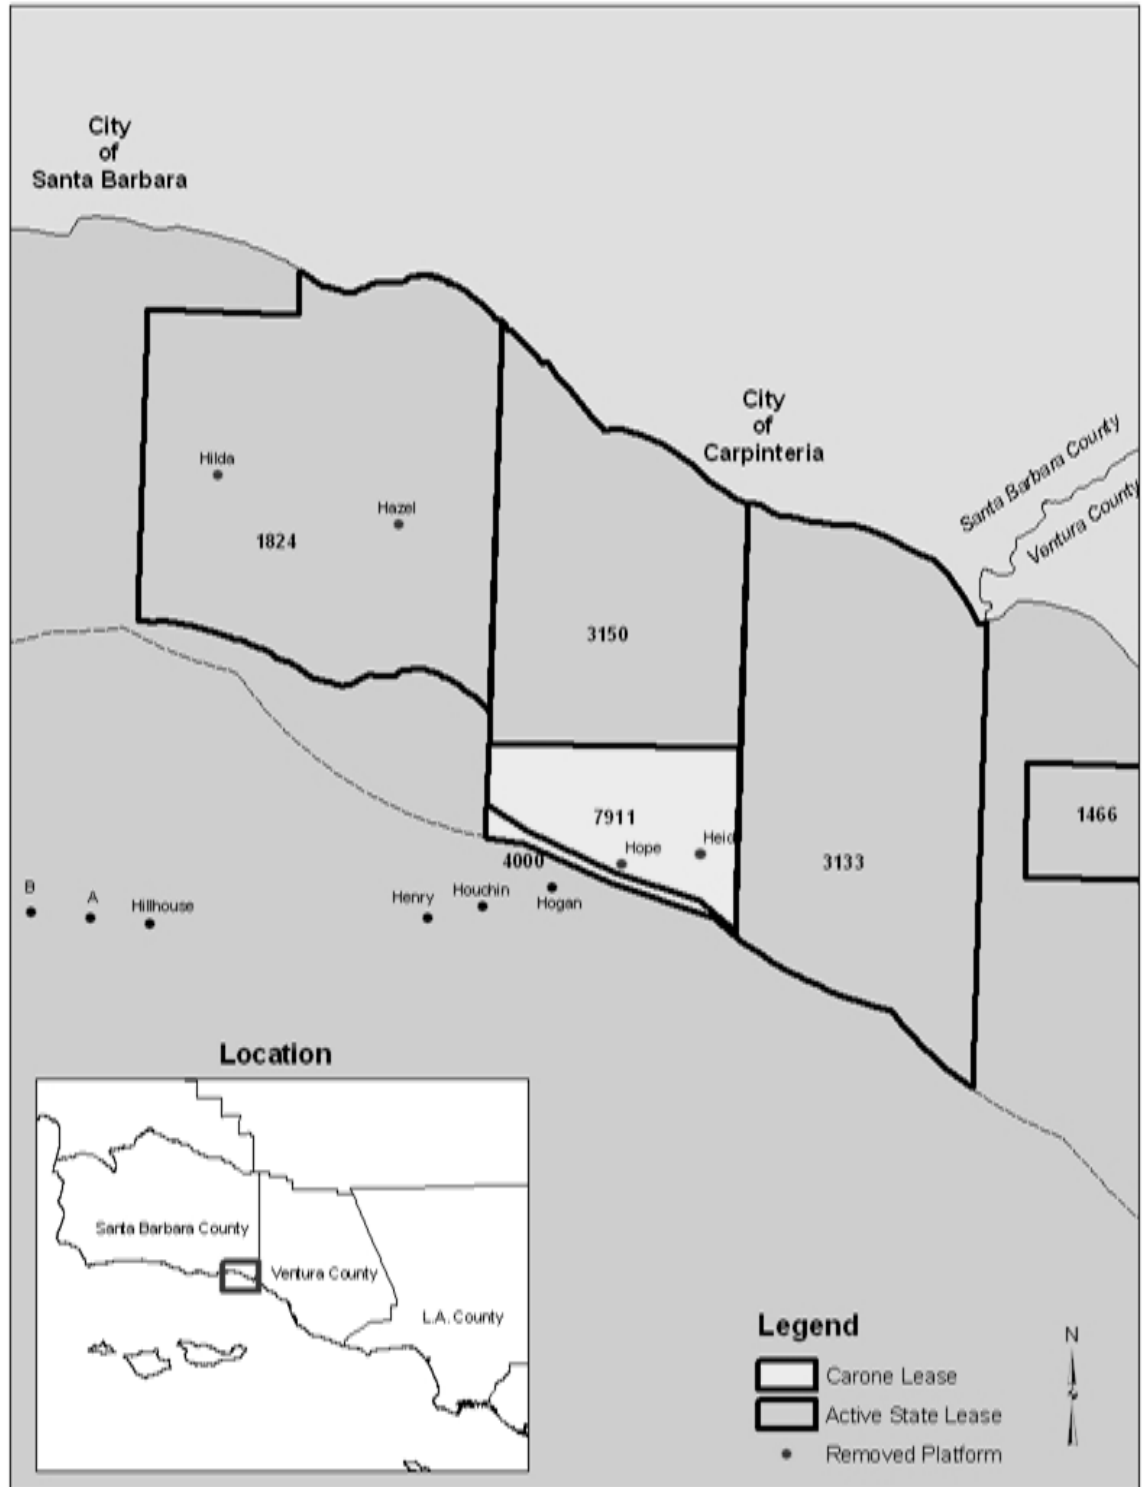 City
of
Santa Barbara
City
of
Carpinteria
Santa Barbara County
Ventura County
Hilda
Hazel
1824
3150
7911
Hope
Heid
4000
3133
1466
B
A
Hillhouse
Henry
Houchin
Hogan
Location
Santa Barbara County
Ventura County
L.A. County
Legend
Carone Lease
Active State Lease
Removed Platform
N